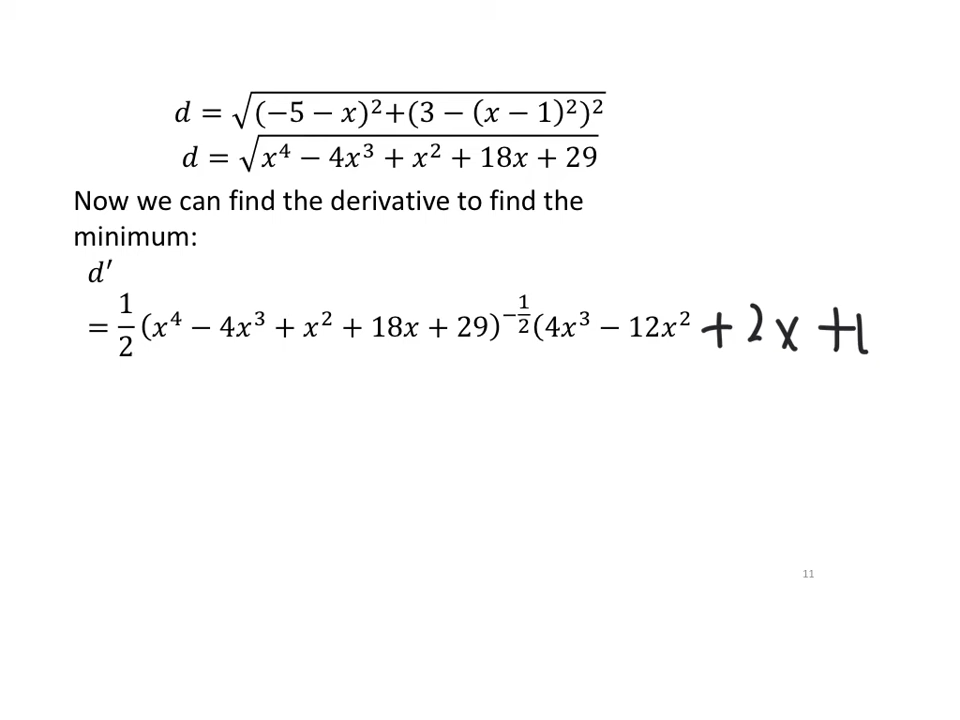 d = √((−5 − x)²+(3 − (x − 1)²)²)
d = √(x⁴ − 4x³ + x² + 18x + 29)
Now we can find the derivative to find the
minimum:
d′
= 1/2 (x⁴ − 4x³ + x² + 18x + 29)^(−1/2) (4x³ − 12x² + 2x + 1
11